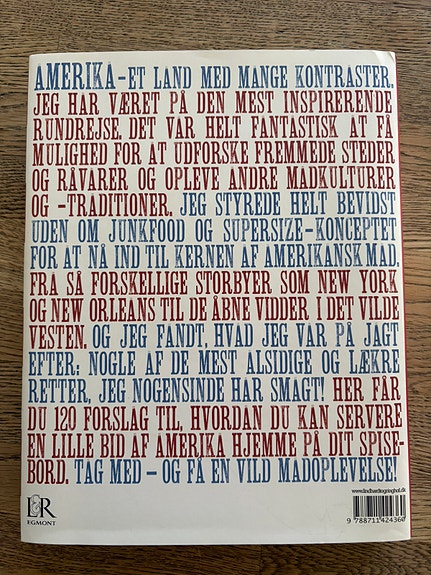 AMERIKA – ET LAND MED MANGE KONTRASTER.
JEG HAR VÆRET PÅ DEN MEST INSPIRERENDE
RUNDREJSE. DET VAR HELT FANTASTISK AT FÅ
MULIGHED FOR AT UDFORSKE FREMMEDE STEDER
OG RÅVARER OG OPLEVE ANDRE MADKULTURER
OG -TRADITIONER. JEG STYREDE HELT BEVIDST
UDEN OM JUNKFOOD OG SUPERSIZE-KONCEPTET
FOR AT NÅ IND TIL KERNEN AF AMERIKANSK MAD.
FRA SÅ FORSKELLIGE STORBYER SOM NEW YORK
OG NEW ORLEANS TIL DE ÅBNE VIDDER I DET VILDE
VESTEN. OG JEG FANDT, HVAD JEG VAR PÅ JAGT
EFTER: NOGLE AF DE MEST ALSIDIGE OG LÆKRE
RETTER, JEG NOGENSINDE HAR SMAGT! HER FÅR
DU 120 FORSLAG TIL, HVORDAN DU KAN SERVERE
EN LILLE BID AF AMERIKA HJEMME PÅ DIT SPISE-
BORD. TAG MED – OG FÅ EN VILD MADOPLEVELSE!
www.lindhardtogringhof.dk
L&R
EGMONT
9 788711 424360